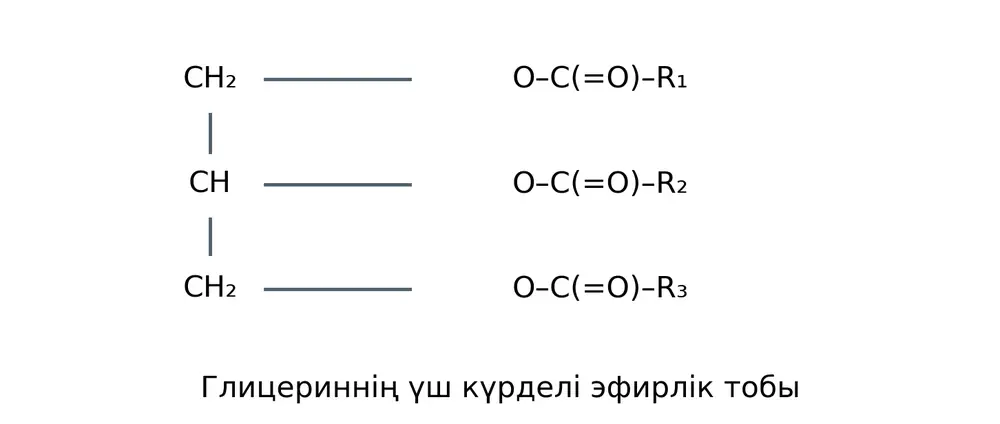 CH₂ O–C(=O)–R₁
CH O–C(=O)–R₂
CH₂ O–C(=O)–R₃
Глицериннің үш күрделі эфирлік тобы